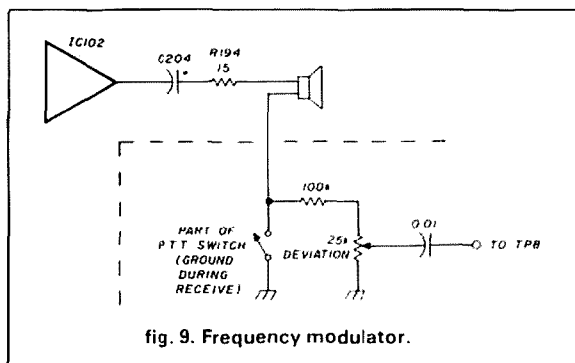 IC102
C204
R194
15
100k
PART OF
PTT SWITCH
(GROUND
DURING
RECEIVE)
25k
DEVIATION
0.01
TO TP8
fig. 9. Frequency modulator.